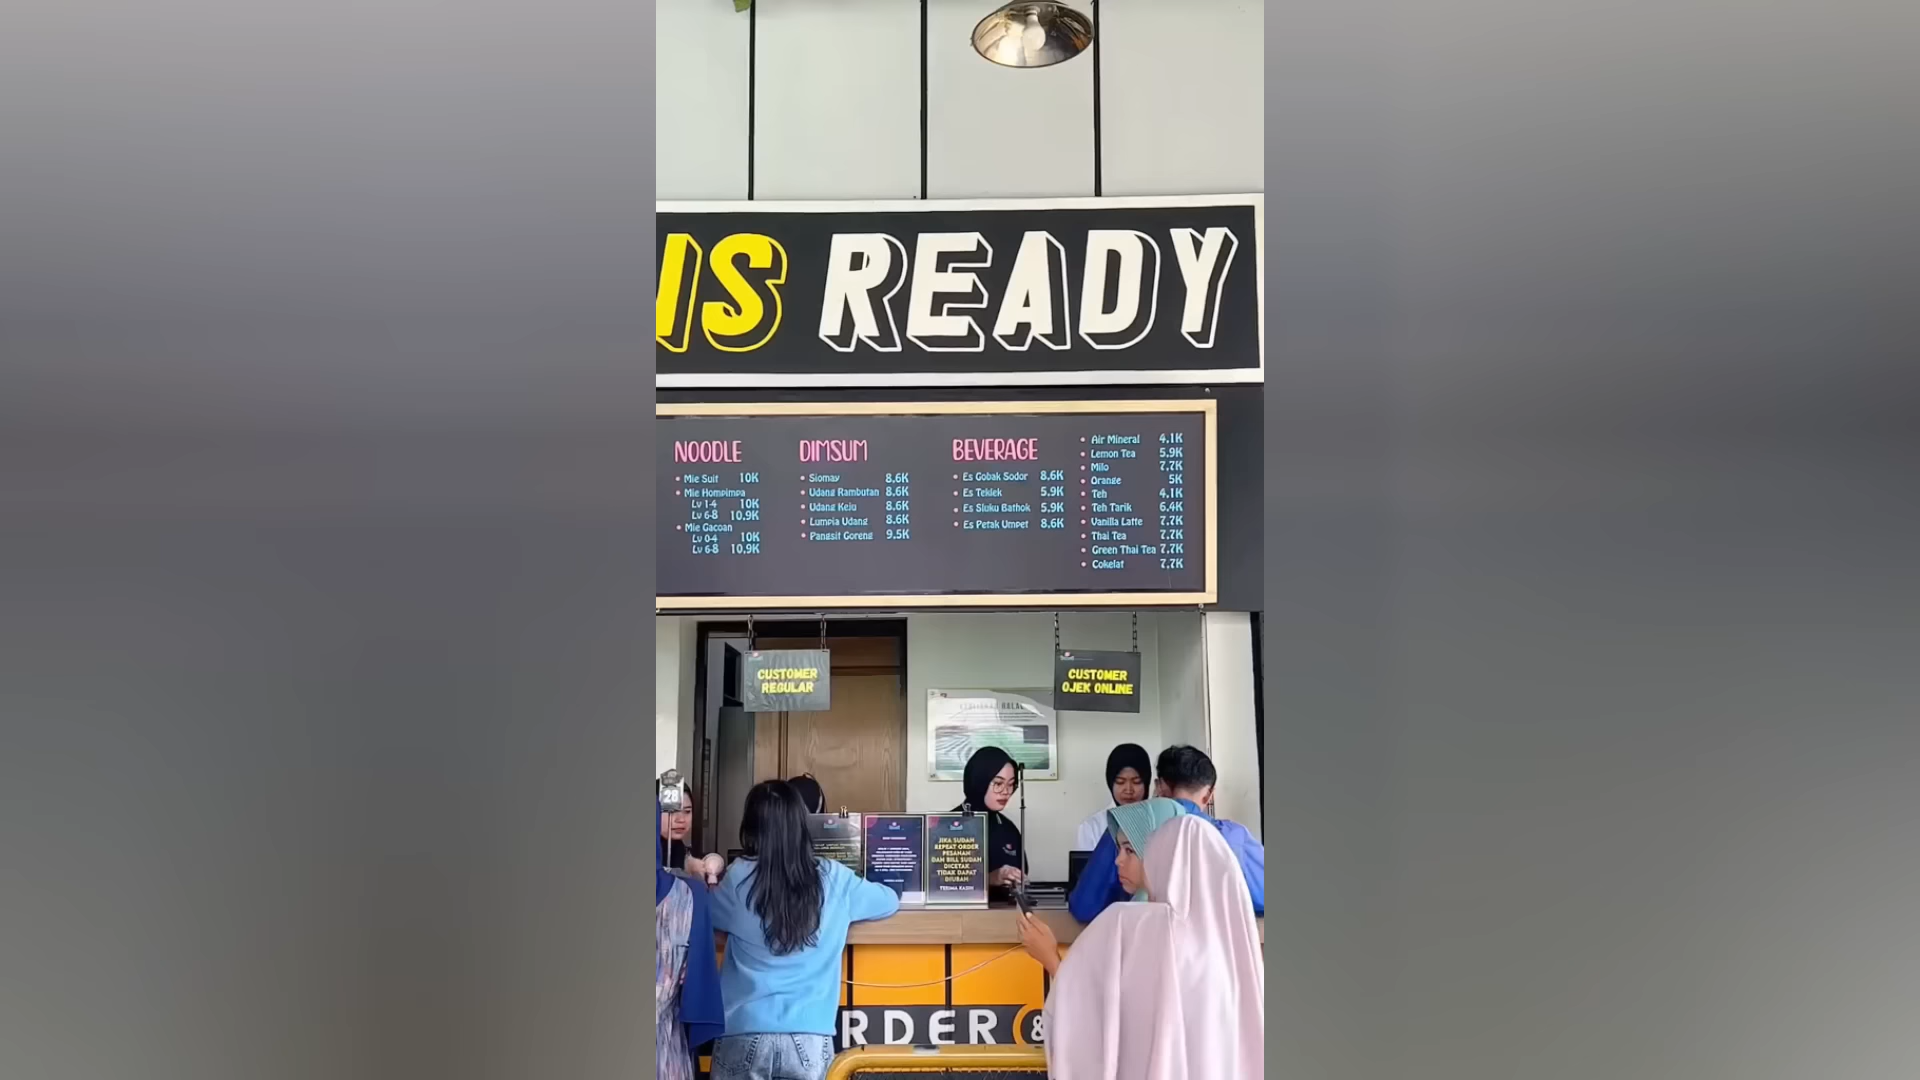 IS READY
NOODLE
• Mie Suit 10K
• Mie Hompimpa
Lv 1-4 10K
Lv 6-8 10,9K
• Mie Gacoan
Lv 0-4 10K
Lv 6-8 10,9K
DIMSUM
• Siomay 8,6K
• Udang Rambutan 8,6K
• Udang Keju 8,6K
• Lumpia Udang 8,6K
• Pangsit Goreng 9.5K
BEVERAGE
• Es Gobak Sodor 8,6K
• Es Teklek 5.9K
• Es Sluku Bathok 5.9K
• Es Petak Umpet 8,6K
• Air Mineral 4,1K
• Lemon Tea 5.9K
• Milo 7,7K
• Orange 5K
• Teh 4,1K
• Teh Tarik 6,4K
• Vanilla Latte 7,7K
• Thai Tea 7,7K
• Green Thai Tea 7,7K
• Cokelat 7,7K
CUSTOMER
REGULAR
CUSTOMER
OJEK ONLINE
28
JIKA SUDAH
REPEAT ORDER
PESANAN
DAN BILL SUDAH
DICETAK
TIDAK DAPAT
DIUBAH
TERIMA KASIH
RDER &